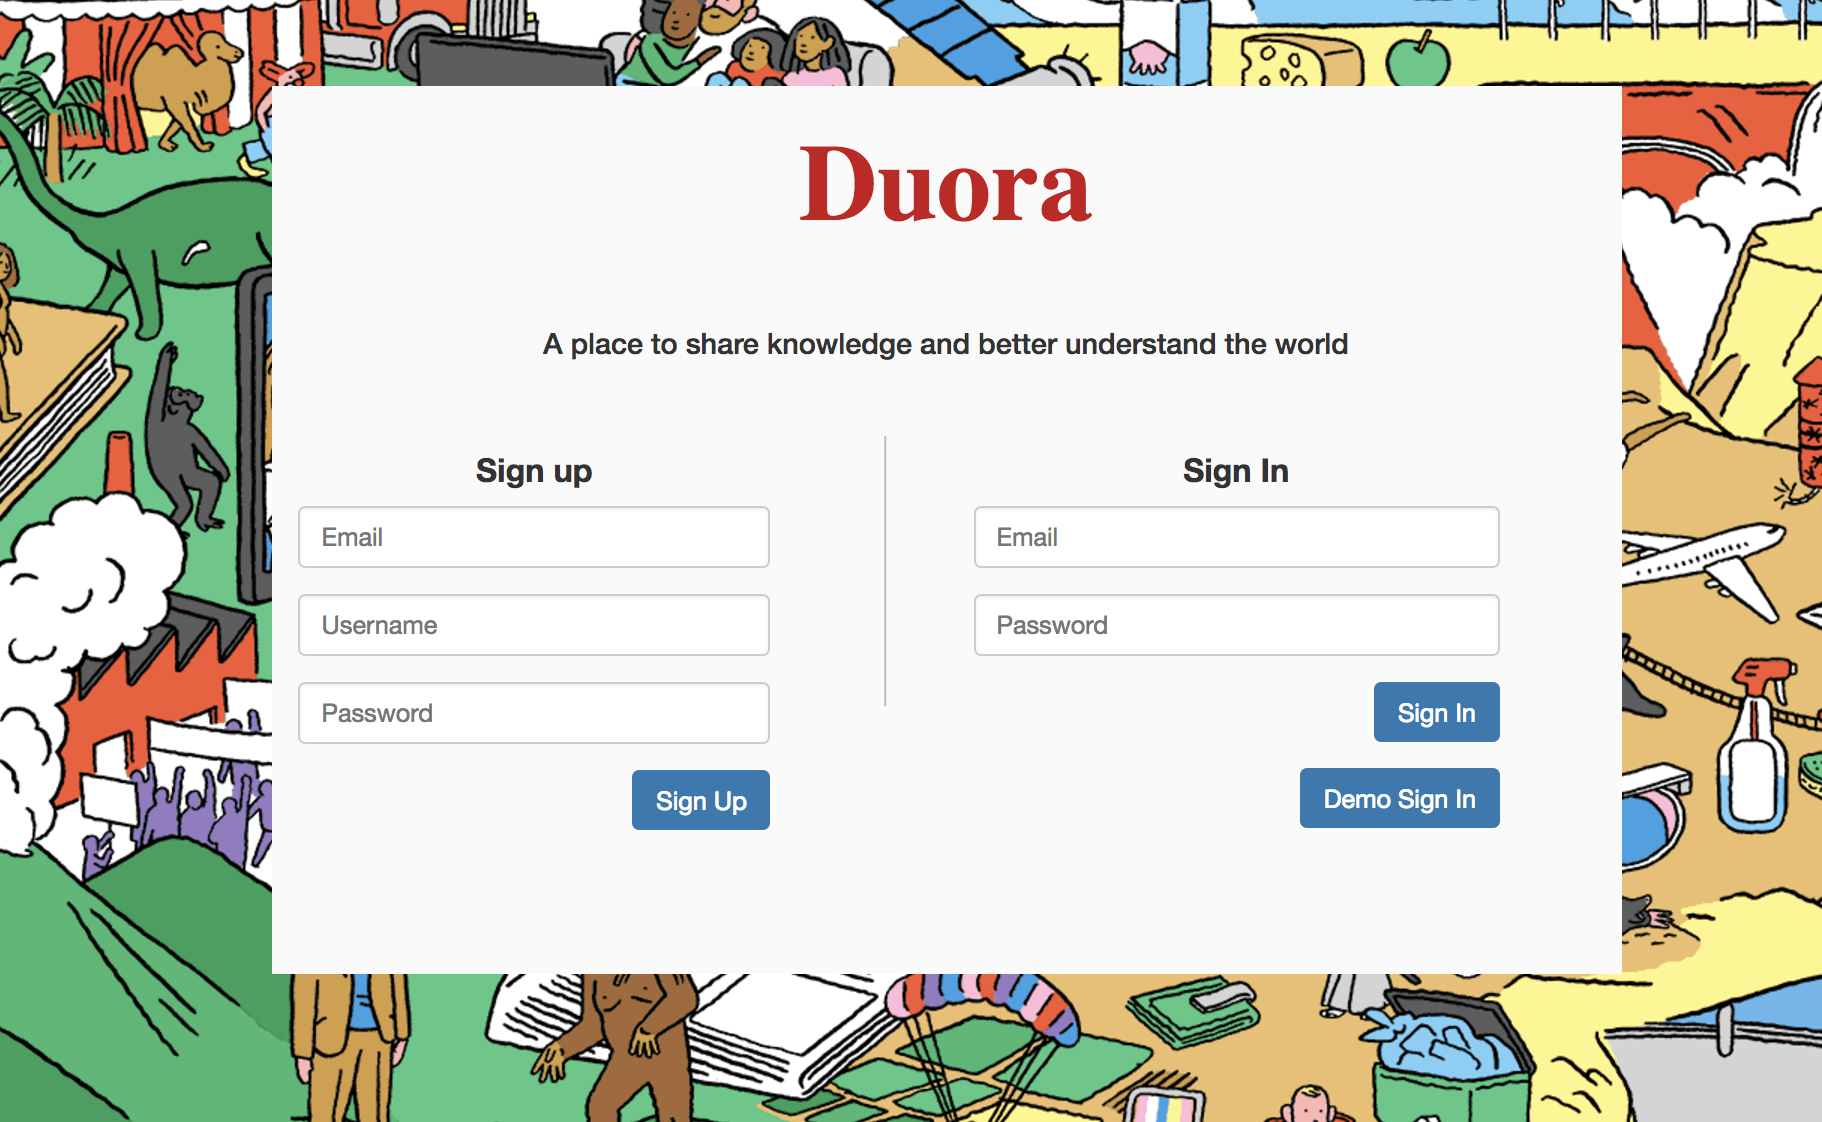 Duora
A place to share knowledge and better understand the world
Sign up
Email
Username
Password
Sign Up
Sign In
Email
Password
Sign In
Demo Sign In